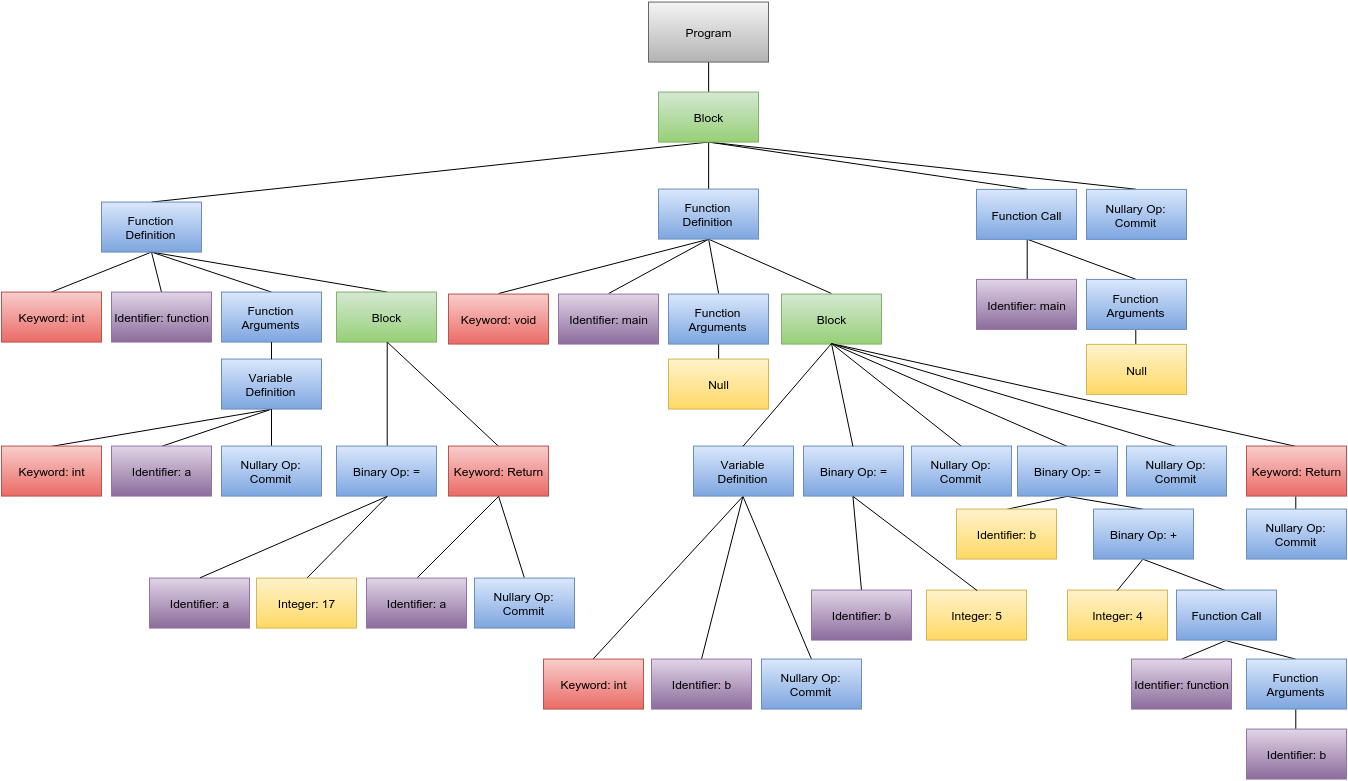 Program
Block
Function
Definition
Function
Definition
Function Call
Nullary Op:
Commit
Keyword: int
Identifier: function
Function
Arguments
Block
Keyword: void
Identifier: main
Function
Arguments
Block
Identifier: main
Function
Arguments
Variable
Definition
Null
Null
Keyword: int
Identifier: a
Nullary Op:
Commit
Binary Op: =
Keyword: Return
Variable
Definition
Binary Op: =
Nullary Op:
Commit
Binary Op: =
Nullary Op:
Commit
Keyword: Return
Identifier: b
Binary Op: +
Nullary Op:
Commit
Identifier: a
Integer: 17
Identifier: a
Nullary Op:
Commit
Identifier: b
Integer: 5
Integer: 4
Function Call
Keyword: int
Identifier: b
Nullary Op:
Commit
Identifier: function
Function
Arguments
Identifier: b